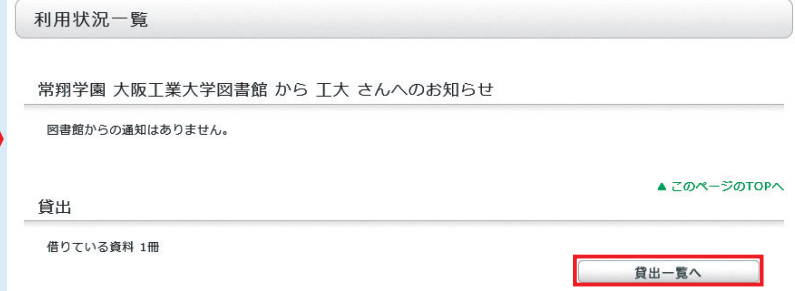 利用状況一覧
常翔学園 大阪工業大学図書館 から 工大 さんへのお知らせ
図書館からの通知はありません。
▲ このページのTOPへ
貸出
借りている資料 1冊
貸出一覧へ